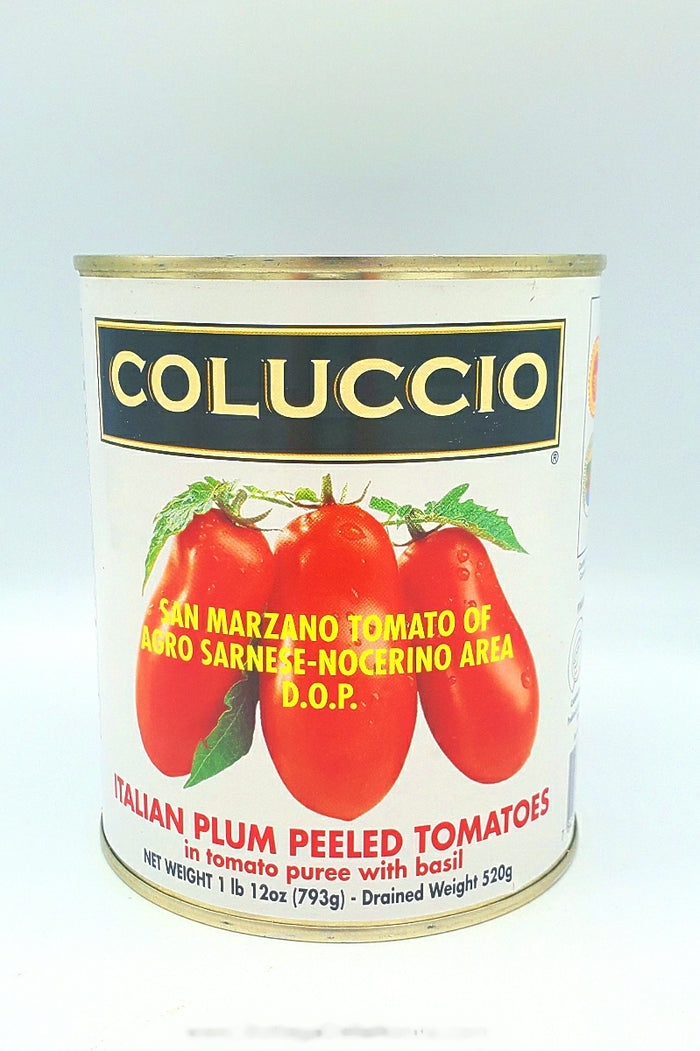 COLUCCIO
®
SAN MARZANO TOMATO OF
AGRO SARNESE-NOCERINO AREA
D.O.P.
ITALIAN PLUM PEELED TOMATOES
in tomato puree with basil
NET WEIGHT 1 lb 12oz (793g) - Drained Weight 520g